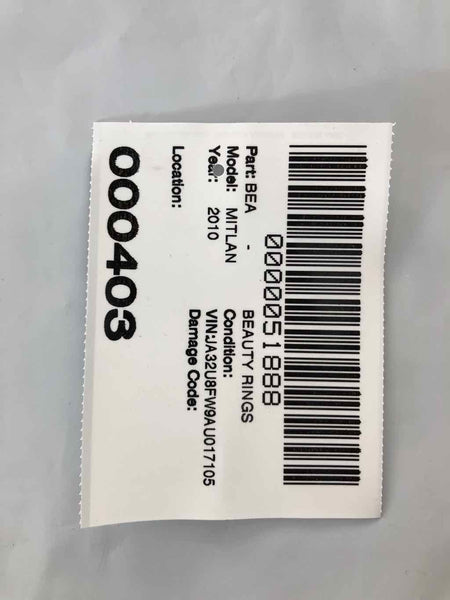 0000051888
Part: BEA - BEAUTY RINGS
Model: MITLAN Condition:
Year: 2010 VIN:JA32U8FW9AU017105
Damage Code:
Location:
000403